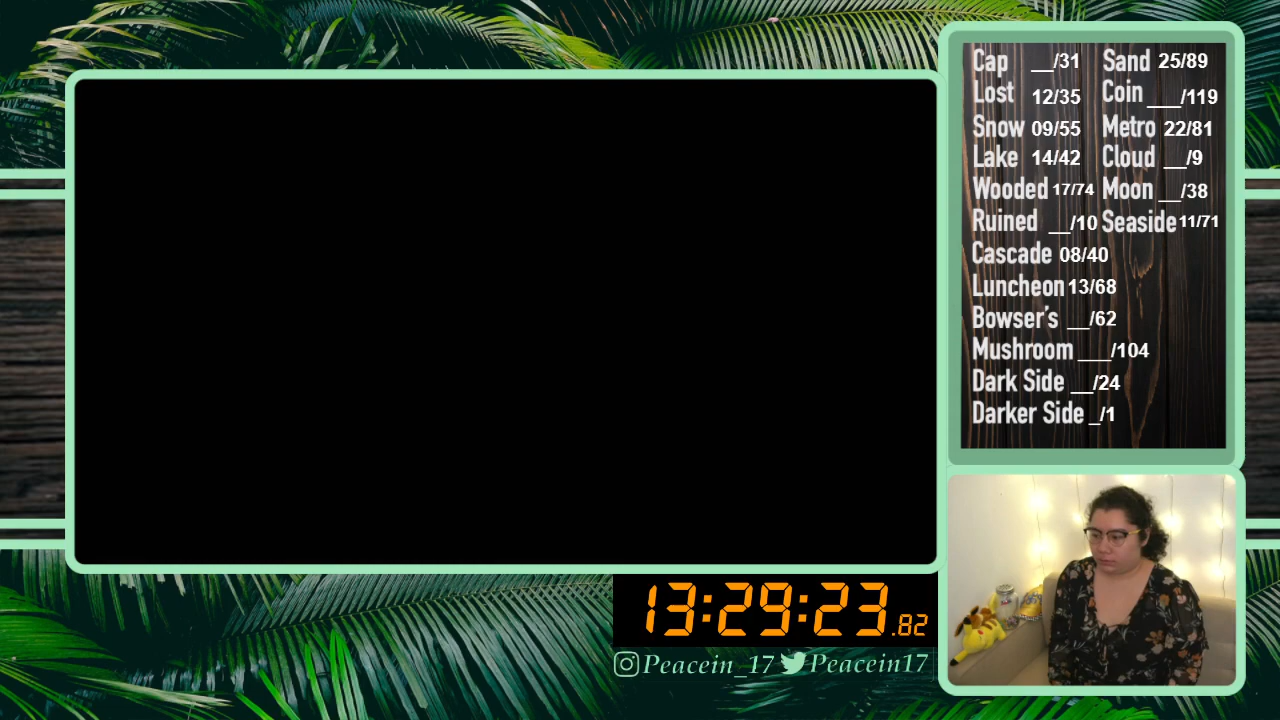 Cap __/31 Sand 25/89
Lost 12/35 Coin ___/119
Snow 09/55 Metro 22/81
Lake 14/42 Cloud __/9
Wooded 17/74 Moon __/38
Ruined __/10 Seaside 11/71
Cascade 08/40
Luncheon 13/68
Bowser's __/62
Mushroom ___/104
Dark Side __/24
Darker Side _/1
13:29:23.82
Peacein_17 Peacein17